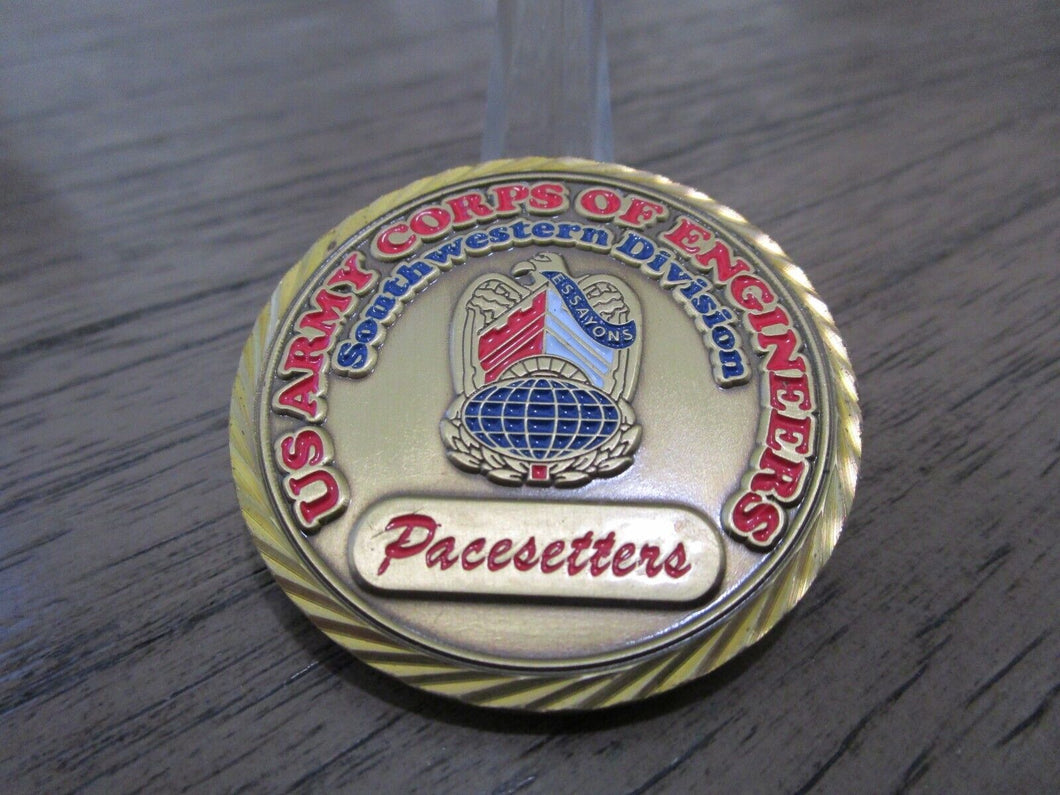 US ARMY CORPS OF ENGINEERS
Southwestern Division
ESSAYONS
Pacesetters